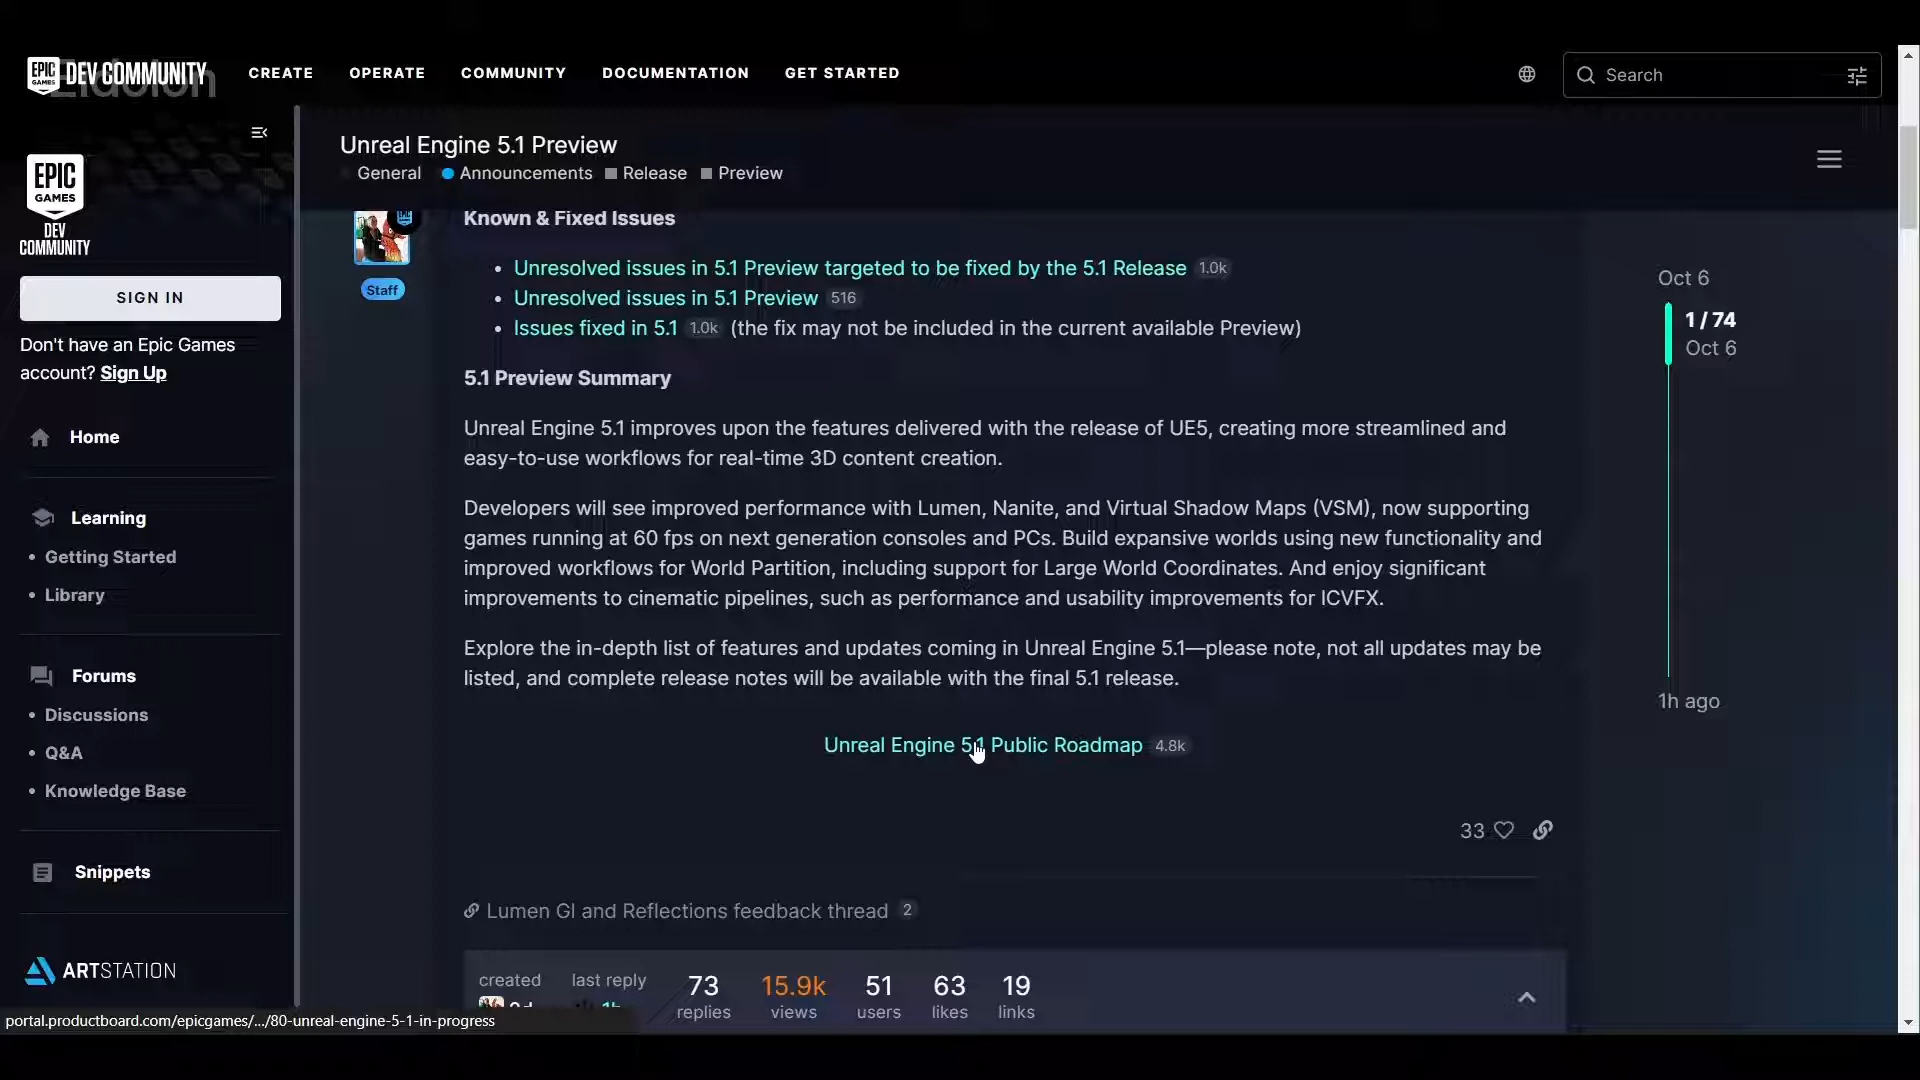 EPIC GAMES DEV COMMUNITY
Eidolon
CREATE
OPERATE
COMMUNITY
DOCUMENTATION
GET STARTED
Search
EPIC
GAMES
DEV
COMMUNITY
SIGN IN
Don't have an Epic Games
account? Sign Up
Home
Learning
• Getting Started
• Library
Forums
• Discussions
• Q&A
• Knowledge Base
Snippets
ARTSTATION
Unreal Engine 5.1 Preview
General Announcements Release Preview
Staff
Known & Fixed Issues
• Unresolved issues in 5.1 Preview targeted to be fixed by the 5.1 Release 1.0k
• Unresolved issues in 5.1 Preview 516
• Issues fixed in 5.1 1.0k (the fix may not be included in the current available Preview)
5.1 Preview Summary
Unreal Engine 5.1 improves upon the features delivered with the release of UE5, creating more streamlined and
easy-to-use workflows for real-time 3D content creation.
Developers will see improved performance with Lumen, Nanite, and Virtual Shadow Maps (VSM), now supporting
games running at 60 fps on next generation consoles and PCs. Build expansive worlds using new functionality and
improved workflows for World Partition, including support for Large World Coordinates. And enjoy significant
improvements to cinematic pipelines, such as performance and usability improvements for ICVFX.
Explore the in-depth list of features and updates coming in Unreal Engine 5.1—please note, not all updates may be
listed, and complete release notes will be available with the final 5.1 release.
Unreal Engine 5.1 Public Roadmap 4.8k
33
Lumen GI and Reflections feedback thread 2
created last reply 73 15.9k 51 63 19
replies views users likes links
Oct 6
1 / 74
Oct 6
1h ago
portal.productboard.com/epicgames/.../80-unreal-engine-5-1-in-progress